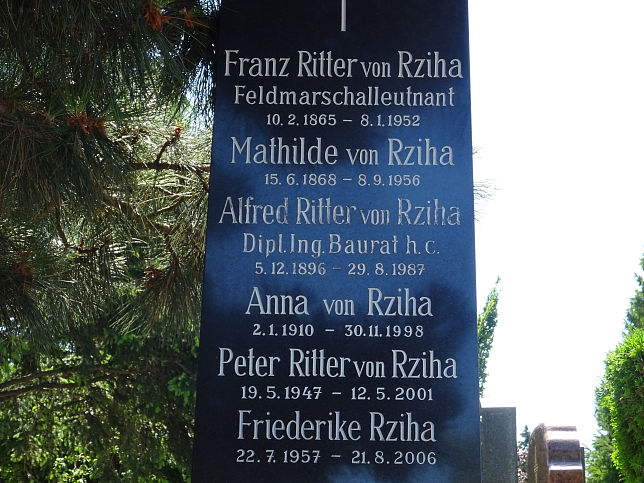 Franz Ritter von Rziha
Feldmarschalleutnant
10.2.1865 – 8.1.1952
Mathilde von Rziha
15.6.1868 – 8.9.1956
Alfred Ritter von Rziha
Dipl.Ing. Baurat h.c.
5.12.1896 – 29.8.1987
Anna von Rziha
2.1.1910 – 30.11.1998
Peter Ritter von Rziha
19.5.1947 – 12.5.2001
Friederike Rziha
22.7.1957 – 21.8.2006